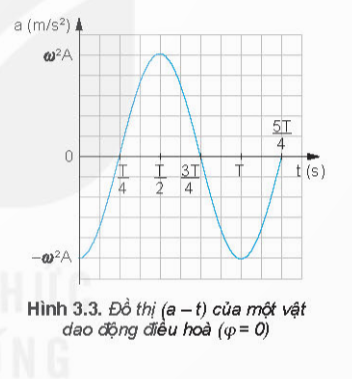 a (m/s²)
ω²A
5T
4
0
T
4
T
2
3T
4
T
t (s)
-ω²A
Hình 3.3. Đồ thị (a – t) của một vật
dao động điều hoà (φ = 0)